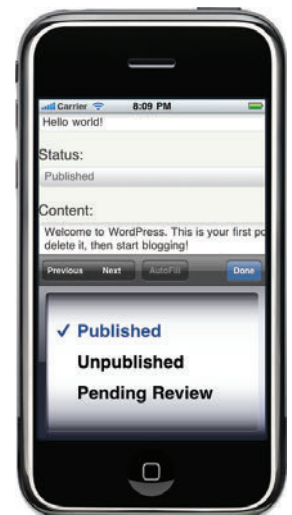 Carrier 8:09 PM
Hello world!
Status:
Published
Content:
Welcome to WordPress. This is your first po
delete it, then start blogging!
Previous Next AutoFill Done
✓ Published
Unpublished
Pending Review